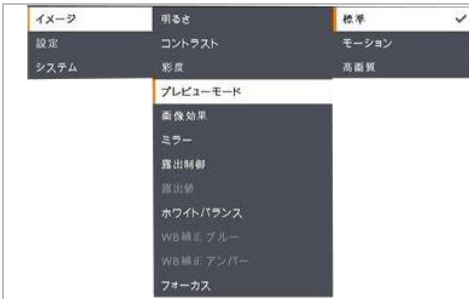 イメージ
設定
システム
明るさ
コントラスト
彩度
プレビューモード
画像効果
ミラー
露出制御
露出値
ホワイトバランス
WB補正 ブルー
WB補正 アンバー
フォーカス
標準 ✓
モーション
高画質